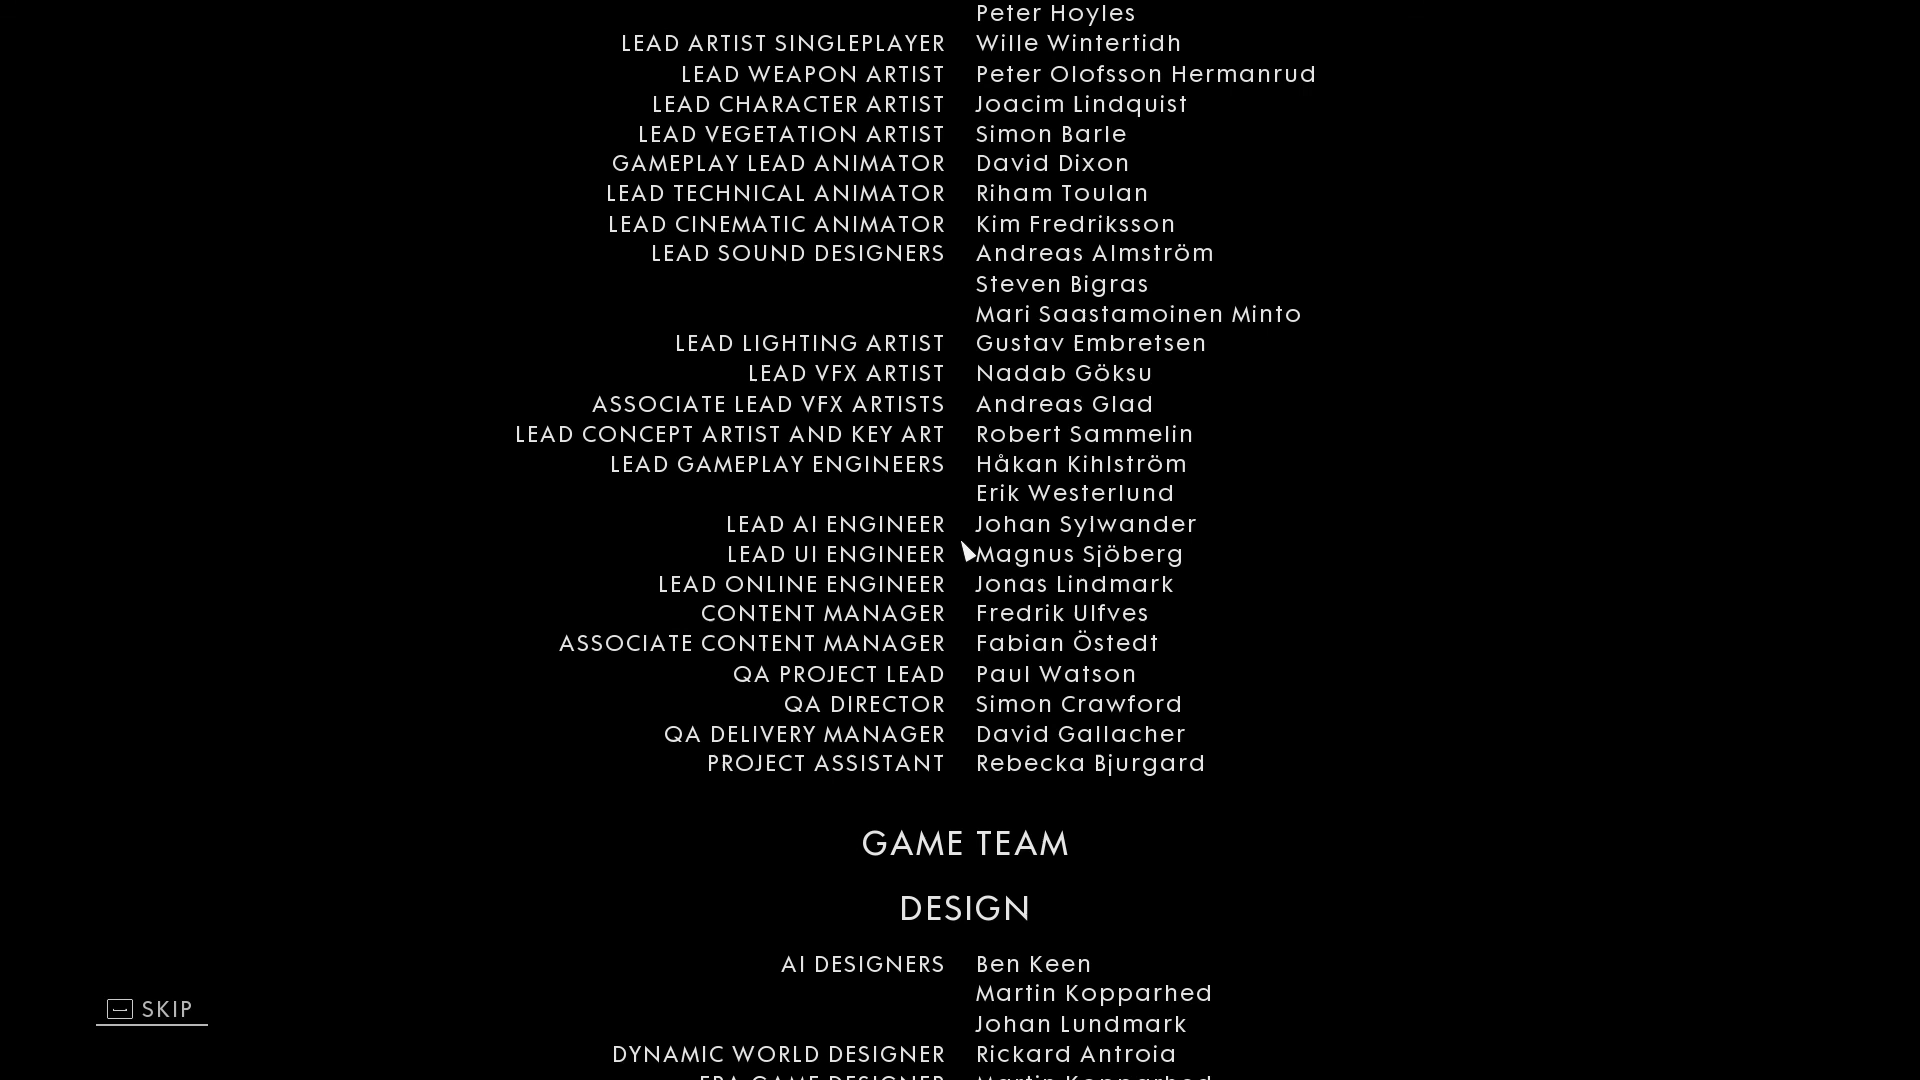 Peter Hoyles
LEAD ARTIST SINGLEPLAYER Wille Wintertidh
LEAD WEAPON ARTIST Peter Olofsson Hermanrud
LEAD CHARACTER ARTIST Joacim Lindquist
LEAD VEGETATION ARTIST Simon Barle
GAMEPLAY LEAD ANIMATOR David Dixon
LEAD TECHNICAL ANIMATOR Riham Toulan
LEAD CINEMATIC ANIMATOR Kim Fredriksson
LEAD SOUND DESIGNERS Andreas Almström
Steven Bigras
Mari Saastamoinen Minto
LEAD LIGHTING ARTIST Gustav Embretsen
LEAD VFX ARTIST Nadab Göksu
ASSOCIATE LEAD VFX ARTISTS Andreas Glad
LEAD CONCEPT ARTIST AND KEY ART Robert Sammelin
LEAD GAMEPLAY ENGINEERS Håkan Kihlström
Erik Westerlund
LEAD AI ENGINEER Johan Sylwander
LEAD UI ENGINEER Magnus Sjöberg
LEAD ONLINE ENGINEER Jonas Lindmark
CONTENT MANAGER Fredrik Ulfves
ASSOCIATE CONTENT MANAGER Fabian Östedt
QA PROJECT LEAD Paul Watson
QA DIRECTOR Simon Crawford
QA DELIVERY MANAGER David Gallacher
PROJECT ASSISTANT Rebecka Bjurgard
GAME TEAM
DESIGN
AI DESIGNERS Ben Keen
Martin Kopparhed
Johan Lundmark
SKIP
DYNAMIC WORLD DESIGNER Rickard Antroia
GAME DESIGNER Martin Kopparhed